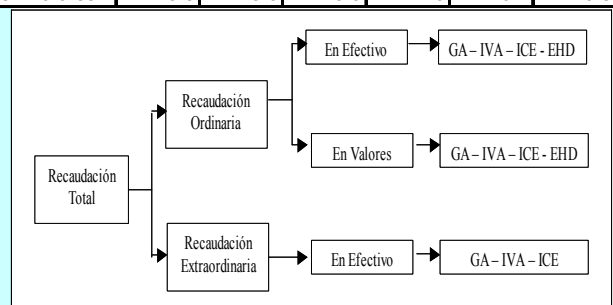 En Efectivo
GA – IVA – ICE - EHD
Recaudación
Ordinaria
En Valores
GA – IVA – ICE - EHD
Recaudación
Total
Recaudación
Extraordinaria
En Efectivo
GA – IVA – ICE